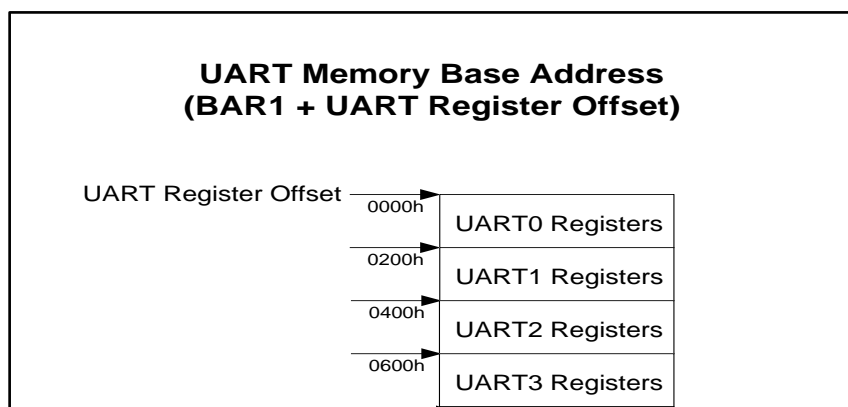 UART Memory Base Address
(BAR1 + UART Register Offset)
UART Register Offset
0000h
UART0 Registers
0200h
UART1 Registers
0400h
UART2 Registers
0600h
UART3 Registers